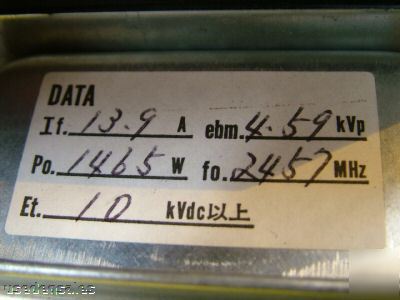 DATA
If. 13.9 A ebm. 4.59 kVp
Po. 1465 W fo. 2457 MHz
Et. 10 kVdc以上
usedensales